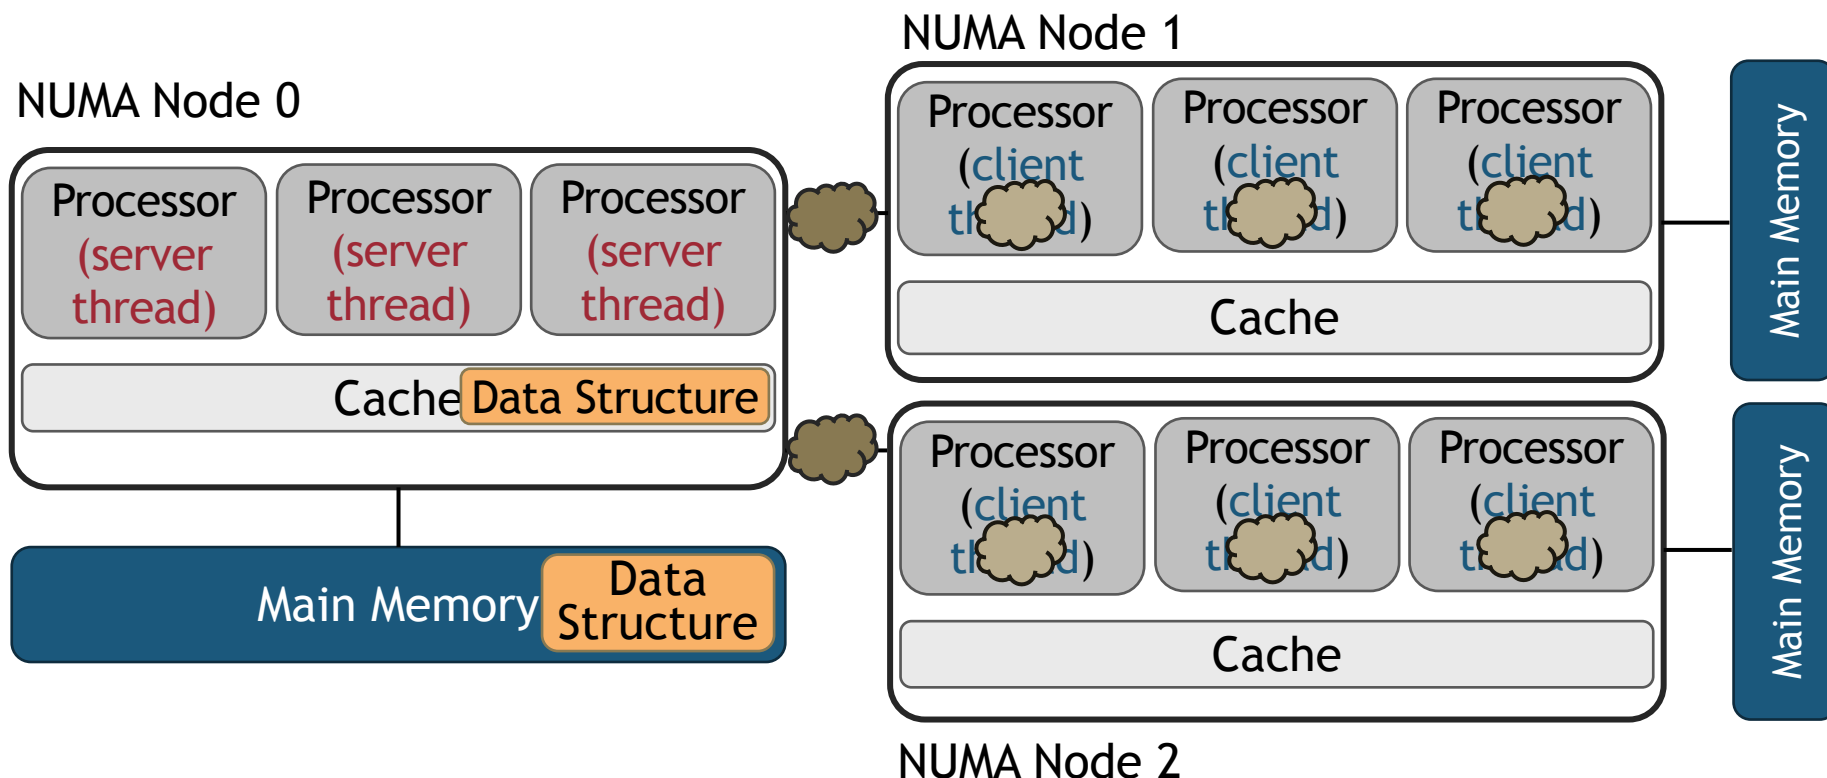 NUMA Node 0
Processor
(server
thread)
Processor
(server
thread)
Processor
(server
thread)
Cache
Data Structure
Main Memory
Data
Structure
NUMA Node 1
Processor
(client
Processor
(client
Processor
(client
Cache
Main Memory
Processor
(client
Processor
(client
Processor
(client
Cache
Main Memory
NUMA Node 2